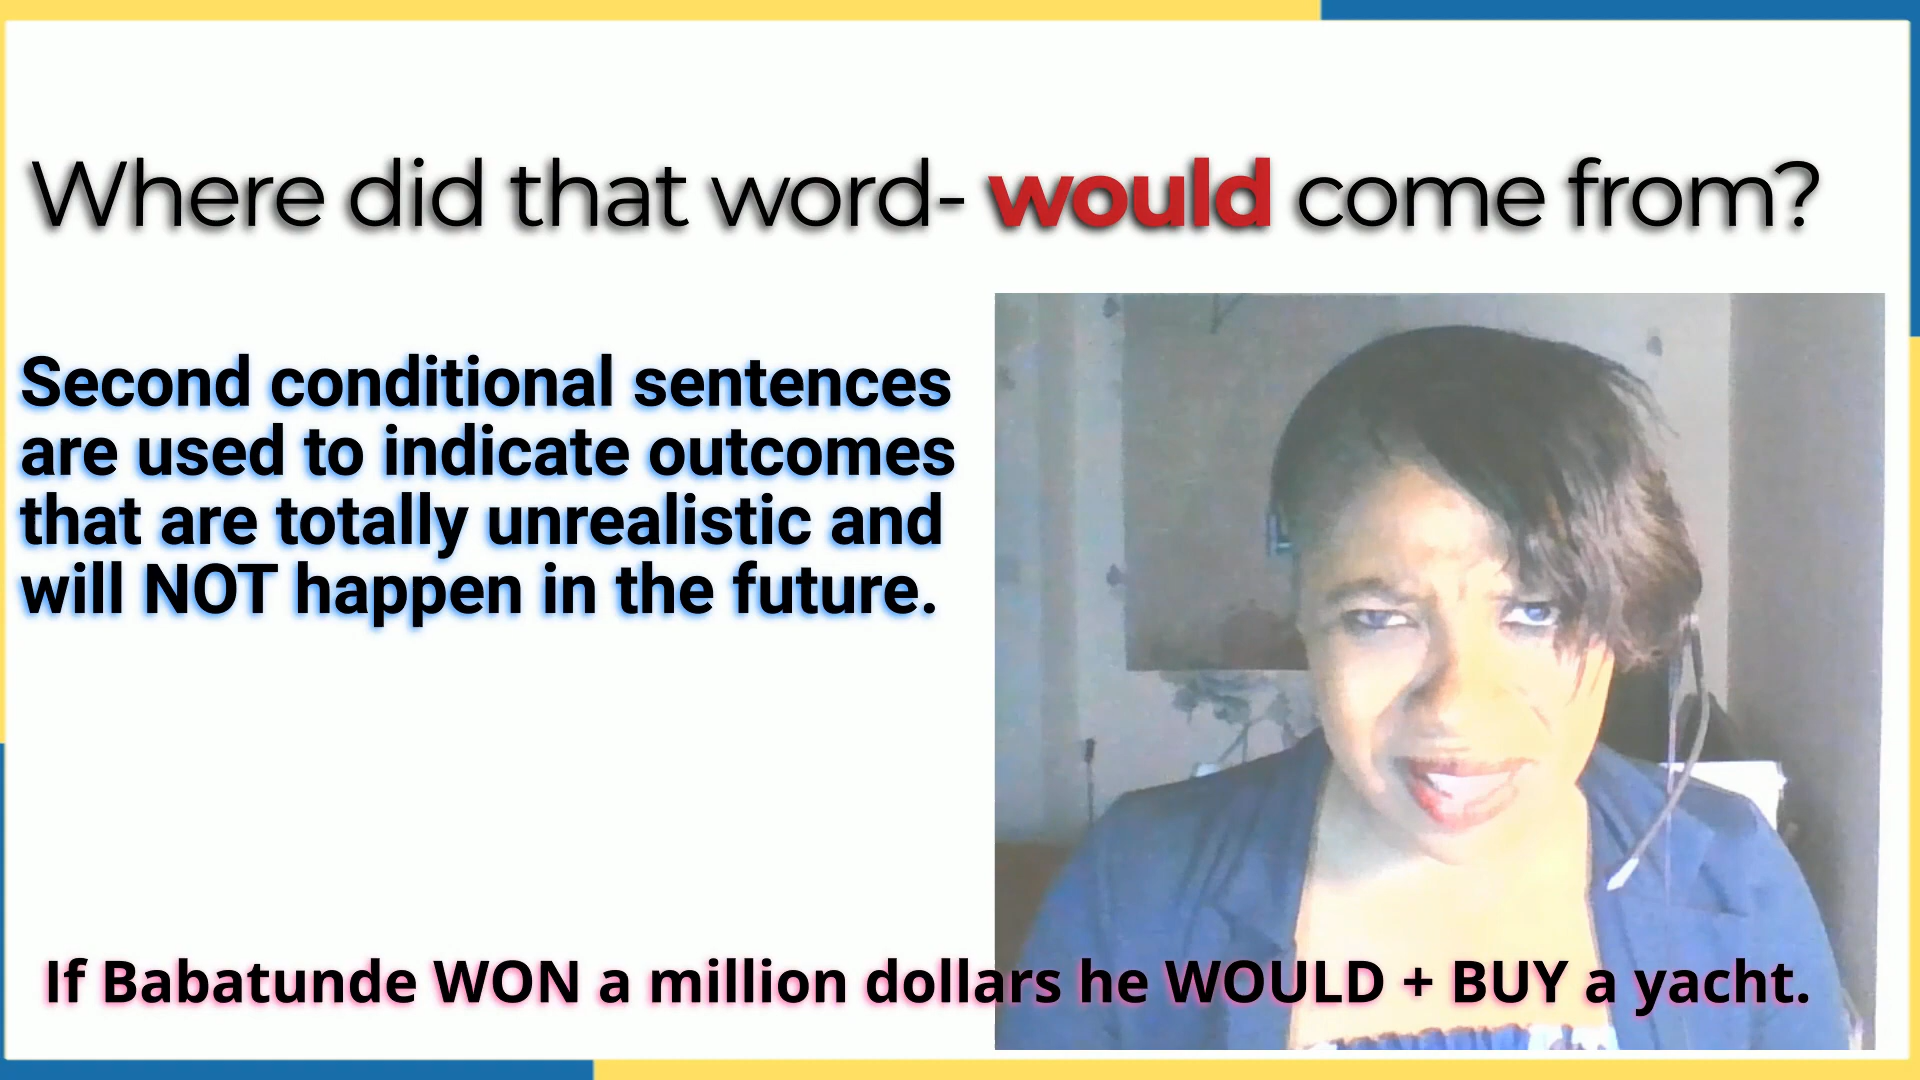 Where did that word- would come from?
Second conditional sentences
are used to indicate outcomes
that are totally unrealistic and
will NOT happen in the future.
If Babatunde WON a million dollars he WOULD + BUY a yacht.